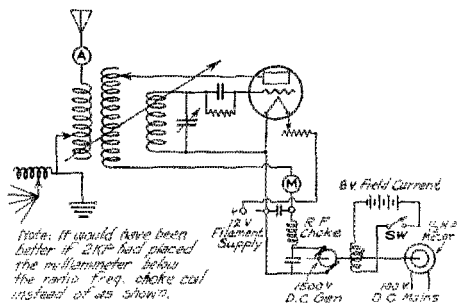 A
M
8 V. Field Current
SW
Motor
12 V.
Filament
Supply
R F
Choke
1500 V
D.C. Gen
D.C. Mains
Note: It would have been
better if 2KP had placed
the milliammeter below
the radio freq. choke coil
instead of as shown.